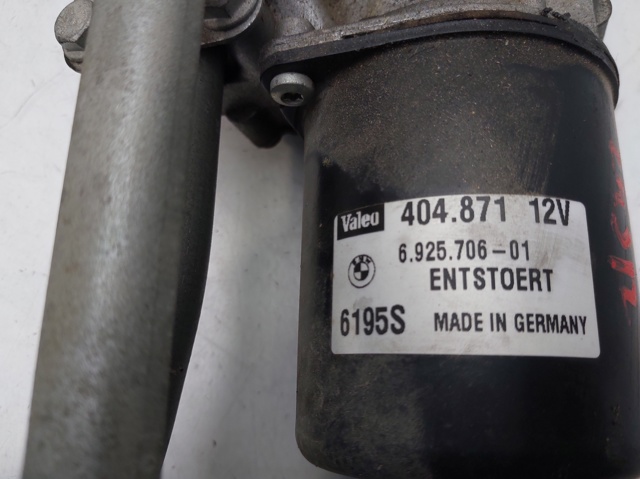 Valeo 404.871 12V
6.925.706-01
ENTSTOERT
6195S MADE IN GERMANY